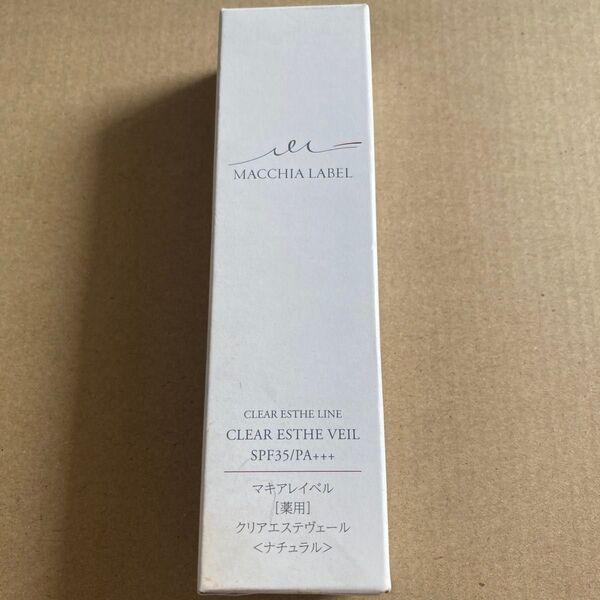 MACCHIA LABEL
CLEAR ESTHE LINE
CLEAR ESTHE VEIL
SPF35/PA+++
マキアレイベル
[薬用]
クリアエステヴェール
<ナチュラル>